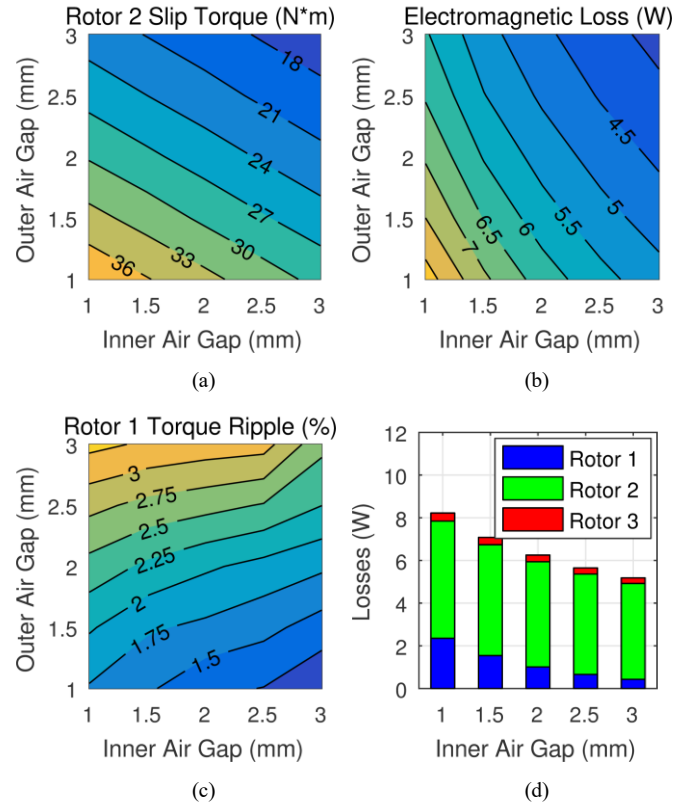 Rotor 2 Slip Torque (N*m)
3
2.5
2
1.5
1
Outer Air Gap (mm)
18
21
24
27
30
33
36
1 1.5 2 2.5 3
Inner Air Gap (mm)
(a)
Electromagnetic Loss (W)
3
2.5
2
1.5
1
Outer Air Gap (mm)
4.5
5
5.5
6
6.5
7
1 1.5 2 2.5 3
Inner Air Gap (mm)
(b)
Rotor 1 Torque Ripple (%)
3
2.5
2
1.5
1
Outer Air Gap (mm)
3
2.75
2.5
2.25
2
1.75
1.5
1 1.5 2 2.5 3
Inner Air Gap (mm)
(c)
12
10
8
6
4
2
0
Losses (W)
Rotor 1
Rotor 2
Rotor 3
1 1.5 2 2.5 3
Inner Air Gap (mm)
(d)